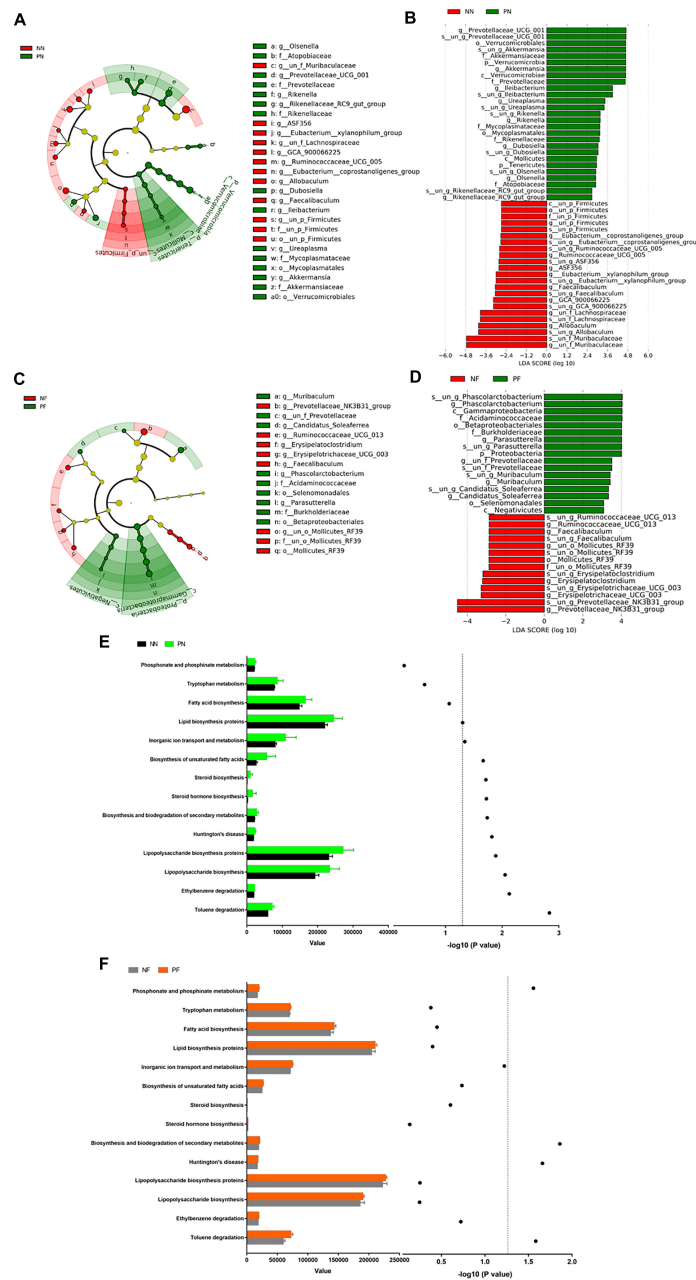 A
NN
PN
h
g
e
b
c__un_p_Firmicutes
p__Tenericutes
c__Mollicutes
p__Verrucomicrobia
c__Verrucomicrobiae
a: g__Olsenella
b: f__Atopobiaceae
c: g__un_f_Muribaculaceae
d: g__Prevotellaceae_UCG_001
e: f__Prevotellaceae
f: g__Rikenella
g: g__Rikenellaceae_RC9_gut_group
h: f__Rikenellaceae
i: g__ASF356
j: g__Eubacterium__xylanophilum_group
k: g__un_f_Lachnospiraceae
l: g__GCA_900066225
m: g__Ruminococcaceae_UCG_005
n: g__Eubacterium_coprostanoligenes_group
o: g__Allobaculum
p: g__Dubosiella
q: g__Faecalibaculum
r: g__Ileibacterium
s: g__un_p_Firmicutes
t: f__un_p_Firmicutes
u: o__un_p_Firmicutes
v: g__Ureaplasma
w: f__Mycoplasmataceae
x: o__Mycoplasmatales
y: g__Akkermansia
z: f__Akkermansiaceae
a0: o__Verrucomicrobiales
B
NN
PN
g__Prevotellaceae_UCG_001
s__un_g_Prevotellaceae_UCG_001
o__Verrucomicrobiales
s__un_g_Akkermansia
f__Akkermansiaceae
p__Verrucomicrobia
g__Akkermansia
c__Verrucomicrobiae
f__Prevotellaceae
g__Ileibacterium
s__un_g_Ileibacterium
g__Ureaplasma
s__un_g_Ureaplasma
s__un_g_Rikenella
g__Rikenella
f__Mycoplasmataceae
o__Mycoplasmatales
f__Rikenellaceae
g__Dubosiella
s__un_g_Dubosiella
c__Mollicutes
p__Tenericutes
s__un_g_Olsenella
g__Olsenella
f__Atopobiaceae
s__un_g_Rikenellaceae_RC9_gut_group
g__Rikenellaceae_RC9_gut_group
c__un_p_Firmicutes
o__un_p_Firmicutes
f__un_p_Firmicutes
g__un_p_Firmicutes
s__un_p_Firmicutes
g__Eubacterium_coprostanoligenes_group
s__un_g__Eubacterium_coprostanoligenes_group
s__un_g_Ruminococcaceae_UCG_005
g__Ruminococcaceae_UCG_005
s__un_g_ASF356
g__ASF356
g__Eubacterium__xylanophilum_group
s__un_g__Eubacterium__xylanophilum_group
g__Faecalibaculum
s__un_g_Faecalibaculum
g__GCA_900066225
s__un_g_GCA_900066225
g__un_f_Lachnospiraceae
s__un_f_Lachnospiraceae
g__Allobaculum
s__un_g_Allobaculum
s__un_f_Muribaculaceae
g__un_f_Muribaculaceae
-6.0 -4.8 -3.6 -2.4 -1.2 0.0 1.2 2.4 3.6 4.8 6.0
LDA SCORE (log 10)
C
NF
PF
c
b
c__Negativicutes
p__Proteobacteria
c__Gammaproteobacteria
a: g__Muribaculum
b: g__Prevotellaceae_NK3B31_group
c: g__un_f_Prevotellaceae
d: g__Candidatus_Soleaferrea
e: g__Ruminococcaceae_UCG_013
f: g__Erysipelatoclostridium
g: g__Erysipelotrichaceae_UCG_003
h: g__Faecalibaculum
i: g__Phascolarctobacterium
j: f__Acidaminococcaceae
k: o__Selenomonadales
l: g__Parasutterella
m: f__Burkholderiaceae
n: o__Betaproteobacteriales
o: g__un_o_Mollicutes_RF39
p: f__un_o_Mollicutes_RF39
q: o__Mollicutes_RF39
D
NF
PF
s__un_g_Phascolarctobacterium
g__Phascolarctobacterium
c__Gammaproteobacteria
f__Acidaminococcaceae
o__Betaproteobacteriales
f__Burkholderiaceae
g__Parasutterella
s__un_g_Parasutterella
p__Proteobacteria
g__un_f_Prevotellaceae
s__un_f_Prevotellaceae
s__un_g_Muribaculum
g__Muribaculum
s__un_g_Candidatus_Soleaferrea
g__Candidatus_Soleaferrea
o__Selenomonadales
c__Negativicutes
s__un_g_Ruminococcaceae_UCG_013
g__Ruminococcaceae_UCG_013
g__Faecalibaculum
s__un_g_Faecalibaculum
g__un_o_Mollicutes_RF39
s__un_o_Mollicutes_RF39
o__Mollicutes_RF39
f__un_o_Mollicutes_RF39
s__un_g_Erysipelatoclostridium
g__Erysipelatoclostridium
s__un_g_Erysipelotrichaceae_UCG_003
g__Erysipelotrichaceae_UCG_003
s__un_g_Prevotellaceae_NK3B31_group
g__Prevotellaceae_NK3B31_group
-4 -2 0 2 4
LDA SCORE (log 10)
E
NN
PN
Phosphonate and phosphinate metabolism
Tryptophan metabolism
Fatty acid biosynthesis
Lipid biosynthesis proteins
Inorganic ion transport and metabolism
Biosynthesis of unsaturated fatty acids
Steroid biosynthesis
Steroid hormone biosynthesis
Biosynthesis and biodegradation of secondary metabolites
Huntington's disease
Lipopolysaccharide biosynthesis proteins
Lipopolysaccharide biosynthesis
Ethylbenzene degradation
Toluene degradation
0 100000 200000 300000 400000
Value
1 2 3
-log10 (P value)
F
NF
PF
Phosphonate and phosphinate metabolism
Tryptophan metabolism
Fatty acid biosynthesis
Lipid biosynthesis proteins
Inorganic ion transport and metabolism
Biosynthesis of unsaturated fatty acids
Steroid biosynthesis
Steroid hormone biosynthesis
Biosynthesis and biodegradation of secondary metabolites
Huntington's disease
Lipopolysaccharide biosynthesis proteins
Lipopolysaccharide biosynthesis
Ethylbenzene degradation
Toluene degradation
0 50000 100000 150000 200000 250000
Value
0.5 1.0 1.5 2.0
-log10 (P value)